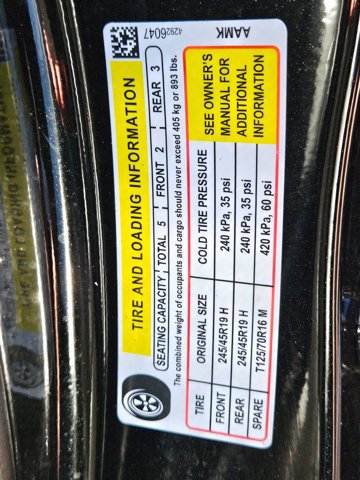 42926047
AAMK
TIRE AND LOADING INFORMATION
SEATING CAPACITY TOTAL 5 FRONT 2 REAR 3
The combined weight of occupants and cargo should never exceed 405 kg or 893 lbs.
TIRE ORIGINAL SIZE COLD TIRE PRESSURE
FRONT 245/45R19 H 240 kPa, 35 psi
REAR 245/45R19 H 240 kPa, 35 psi
SPARE T125/70R16 M 420 kPa, 60 psi
SEE OWNER'S
MANUAL FOR
ADDITIONAL
INFORMATION